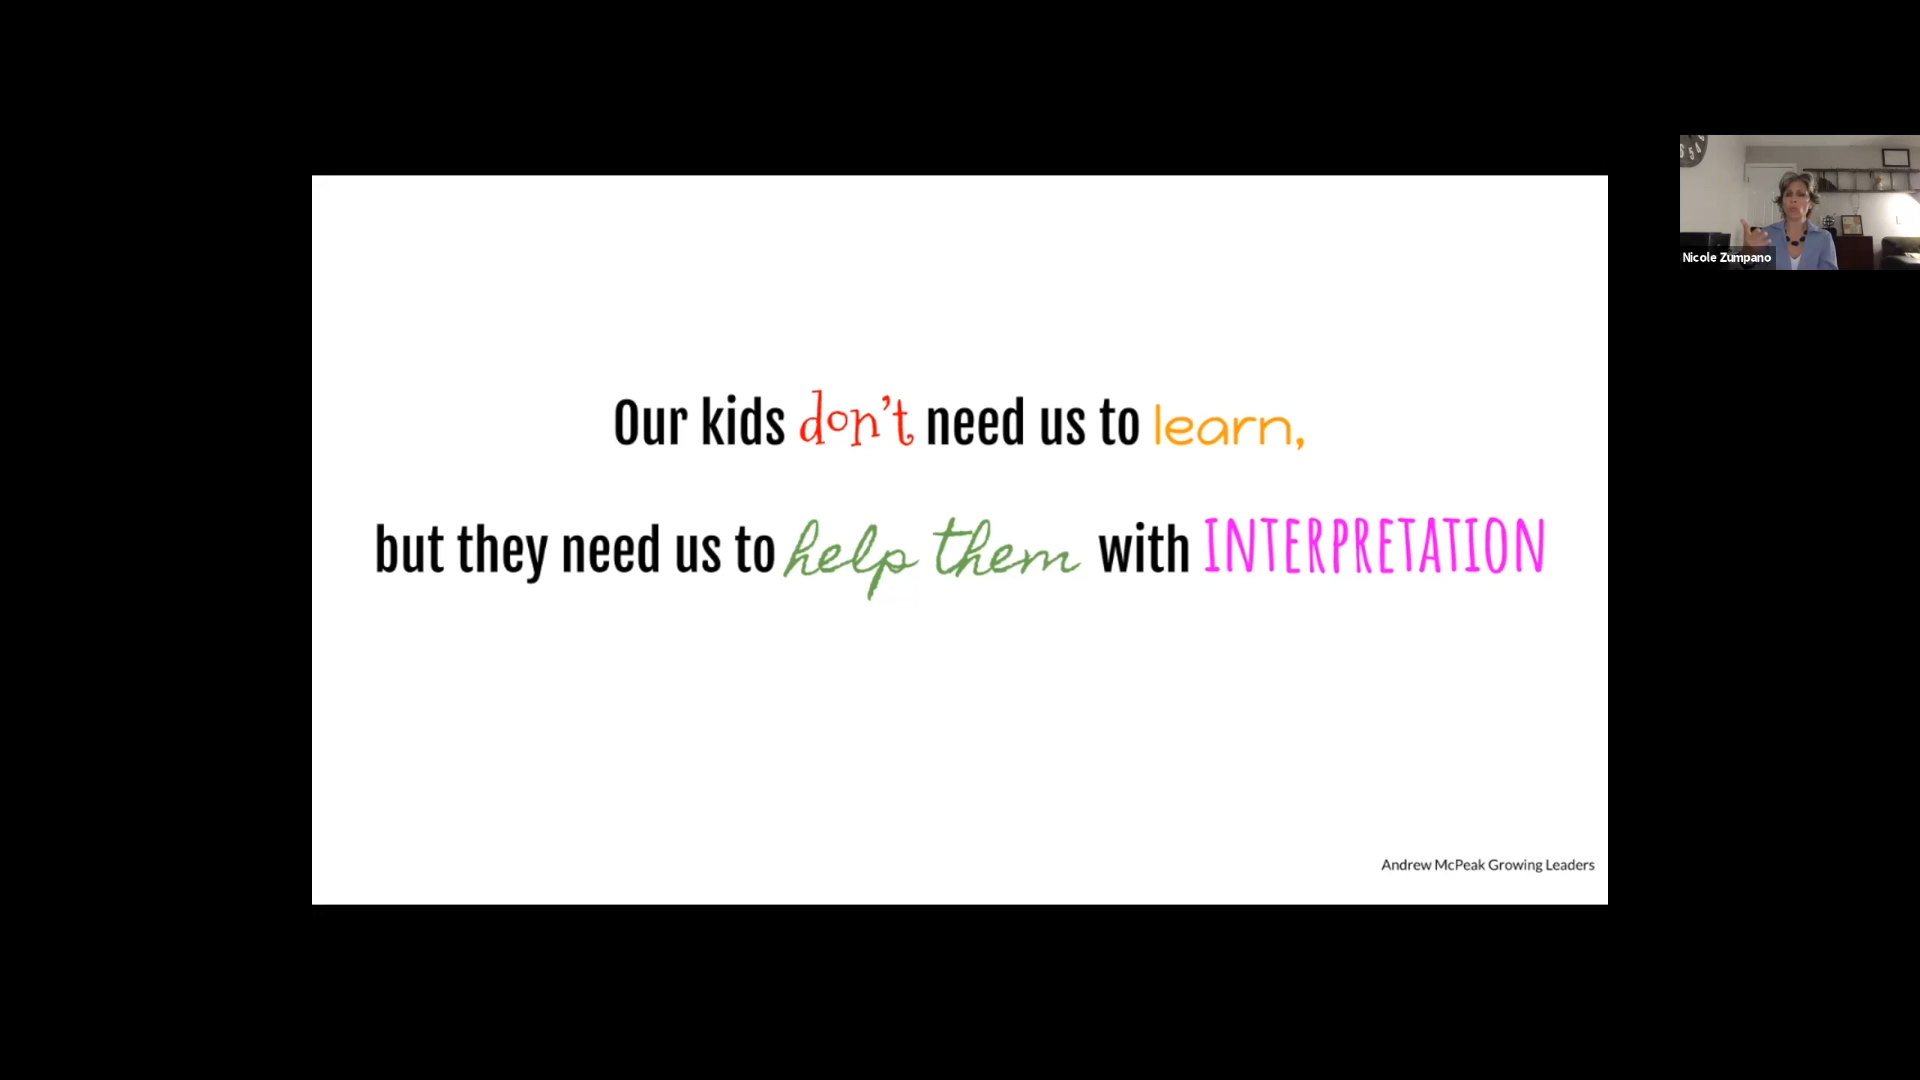 Our kids don't need us to learn,
but they need us to help them with INTERPRETATION
Andrew McPeak Growing Leaders
Nicole Zumpano